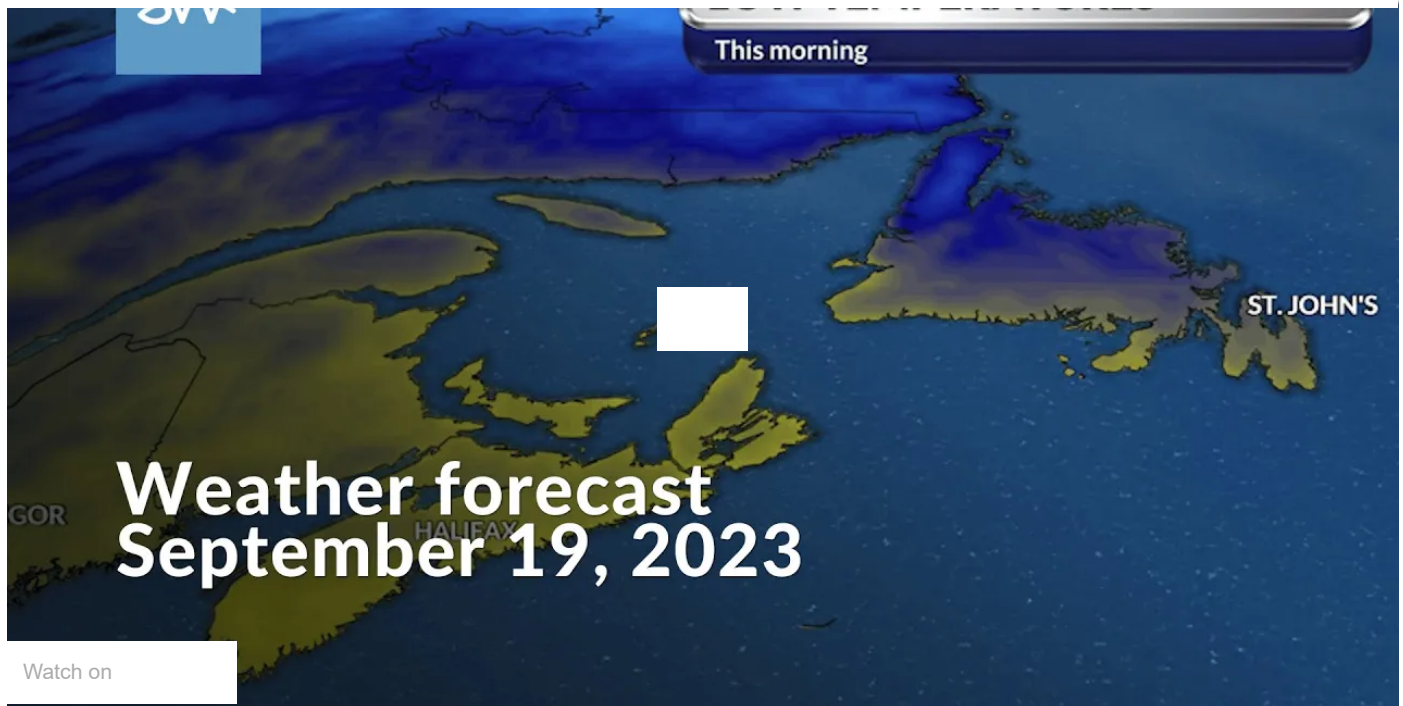 This morning
ST. JOHN'S
Weather forecast
GOR
HALIFAX
September 19, 2023
Watch on